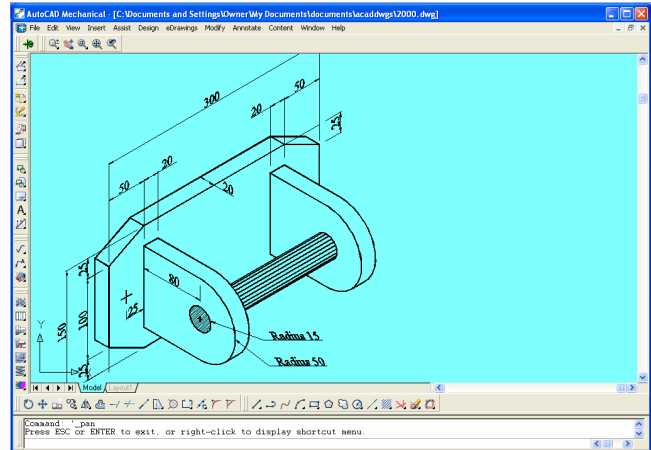 AutoCAD Mechanical - [C:\Documents and Settings\Owner\My Documents\documents\acaddwgs\2000.dwg]
File Edit View Insert Assist Design eDrawings Modify Annotate Content Window Help
50
300
20
25
20
50
20
80
25
25
100
150
25
Radius 15
Radius 50
Y
Model Layout1
Command: '_pan
Press ESC or ENTER to exit, or right-click to display shortcut menu.